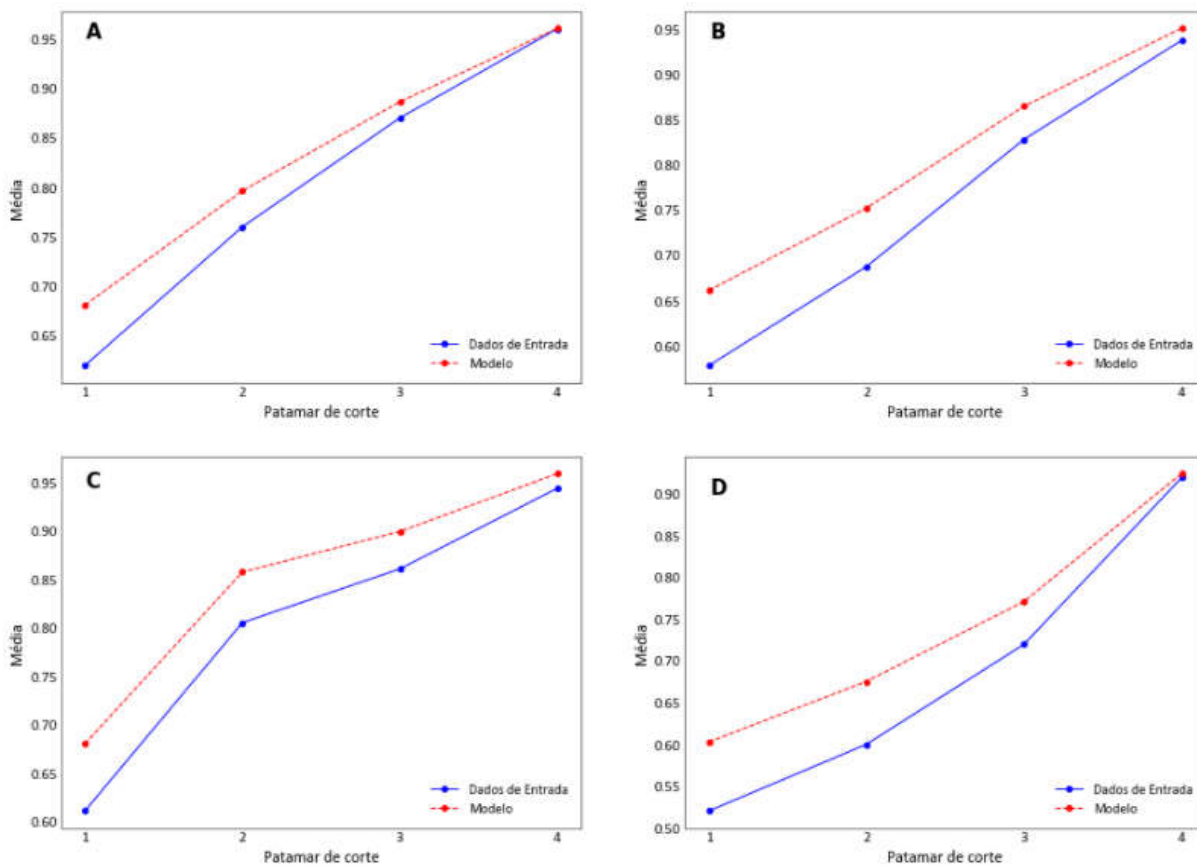 A
Média
0.95
0.90
0.85
0.80
0.75
0.70
0.65
Dados de Entrada
Modelo
1 2 3 4
Patamar de corte
B
Média
0.95
0.90
0.85
0.80
0.75
0.70
0.65
0.60
Dados de Entrada
Modelo
1 2 3 4
Patamar de corte
C
Média
0.95
0.90
0.85
0.80
0.75
0.70
0.65
0.60
Dados de Entrada
Modelo
1 2 3 4
Patamar de corte
D
Média
0.90
0.85
0.80
0.75
0.70
0.65
0.60
0.55
0.50
Dados de Entrada
Modelo
1 2 3 4
Patamar de corte